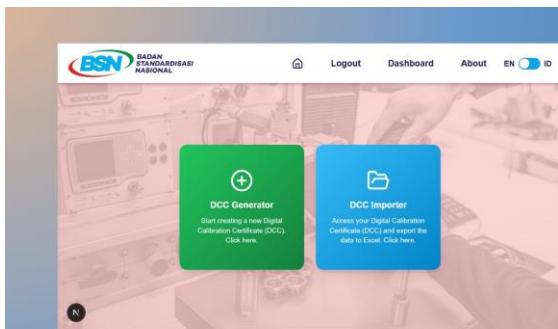 BSN
BADAN
STANDARDISASI
NASIONAL
Logout
Dashboard
About
EN
ID
DCC Generator
Start creating a new Digital
Calibration Certificate (DCC).
Click here.
DCC Importer
Access your Digital Calibration
Certificate (DCC) and export the
data to Excel. Click here.
N